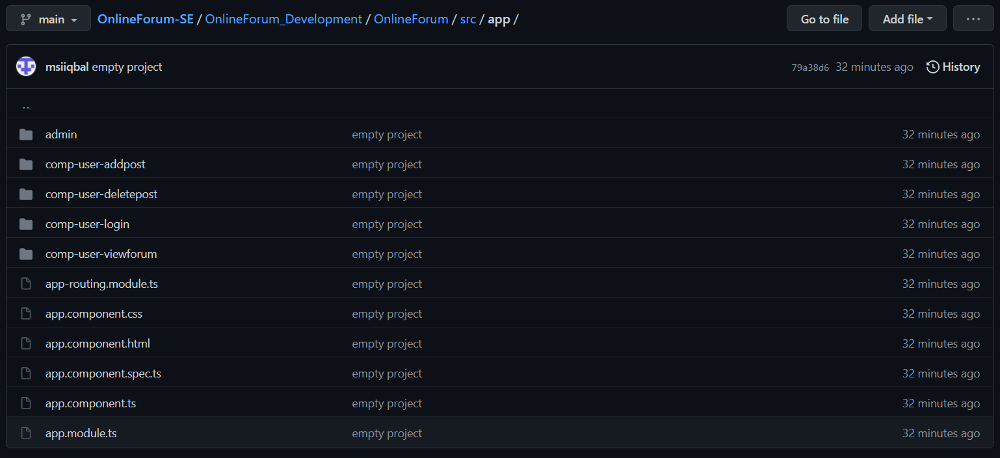 main OnlineForum-SE / OnlineForum_Development / OnlineForum / src / app / Go to file Add file ...
msiiqbal empty project 79a38d6 32 minutes ago History
..
admin empty project 32 minutes ago
comp-user-addpost empty project 32 minutes ago
comp-user-deletepost empty project 32 minutes ago
comp-user-login empty project 32 minutes ago
comp-user-viewforum empty project 32 minutes ago
app-routing.module.ts empty project 32 minutes ago
app.component.css empty project 32 minutes ago
app.component.html empty project 32 minutes ago
app.component.spec.ts empty project 32 minutes ago
app.component.ts empty project 32 minutes ago
app.module.ts empty project 32 minutes ago